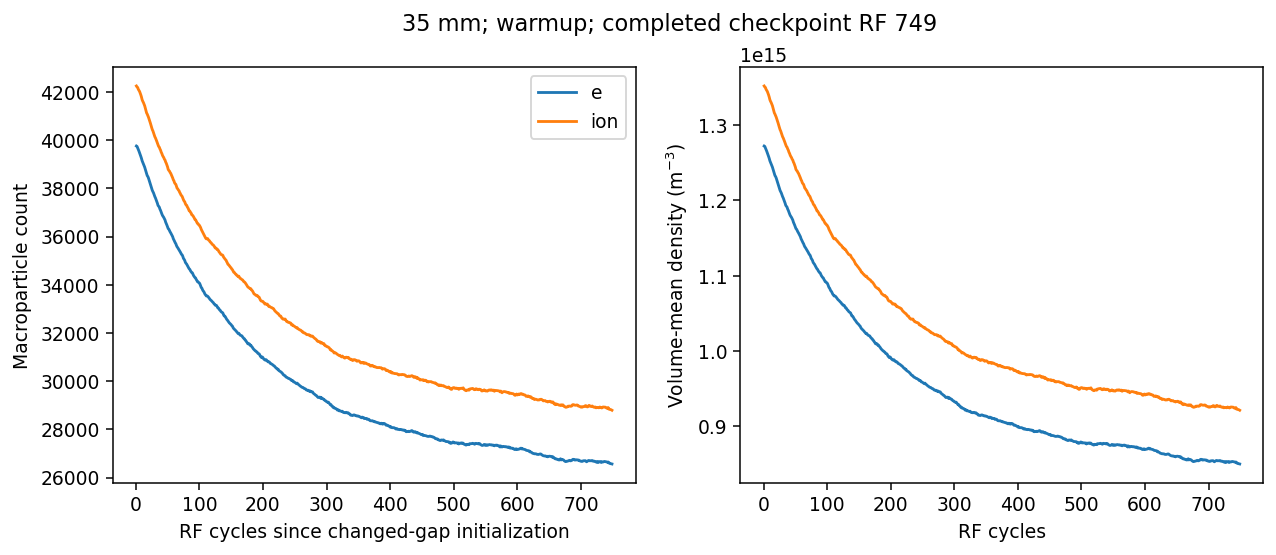 35 mm; warmup; completed checkpoint RF 749
Macroparticle count
42000
40000
38000
36000
34000
32000
30000
28000
26000
e
ion
0 100 200 300 400 500 600 700
RF cycles since changed-gap initialization
1e15
Volume-mean density (m⁻³)
1.3
1.2
1.1
1.0
0.9
0 100 200 300 400 500 600 700
RF cycles